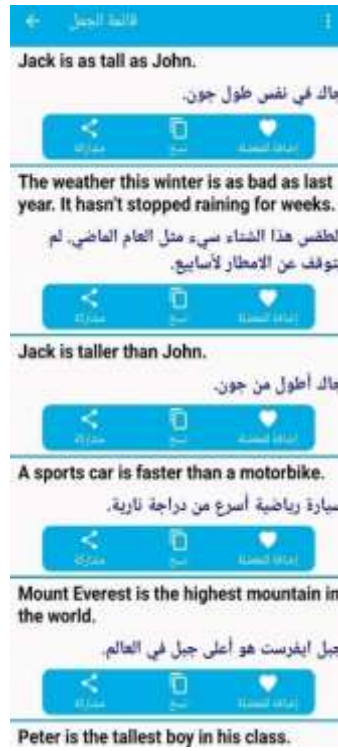 قائمة الجمل
Jack is as tall as John.
جاك في نفس طول جون.
مشاركة نسخ إضافة للمفضلة
The weather this winter is as bad as last
year. It hasn't stopped raining for weeks.
لطقس هذا الشتاء سيء مثل العام الماضي. لم
تتوقف عن الامطار لأسابيع.
مشاركة نسخ إضافة للمفضلة
Jack is taller than John.
جاك أطول من جون.
مشاركة نسخ إضافة للمفضلة
A sports car is faster than a motorbike.
سيارة رياضية أسرع من دراجة نارية.
مشاركة نسخ إضافة للمفضلة
Mount Everest is the highest mountain in
the world.
جبل ايفرست هو أعلى جبل في العالم.
مشاركة نسخ إضافة للمفضلة
Peter is the tallest boy in his class.